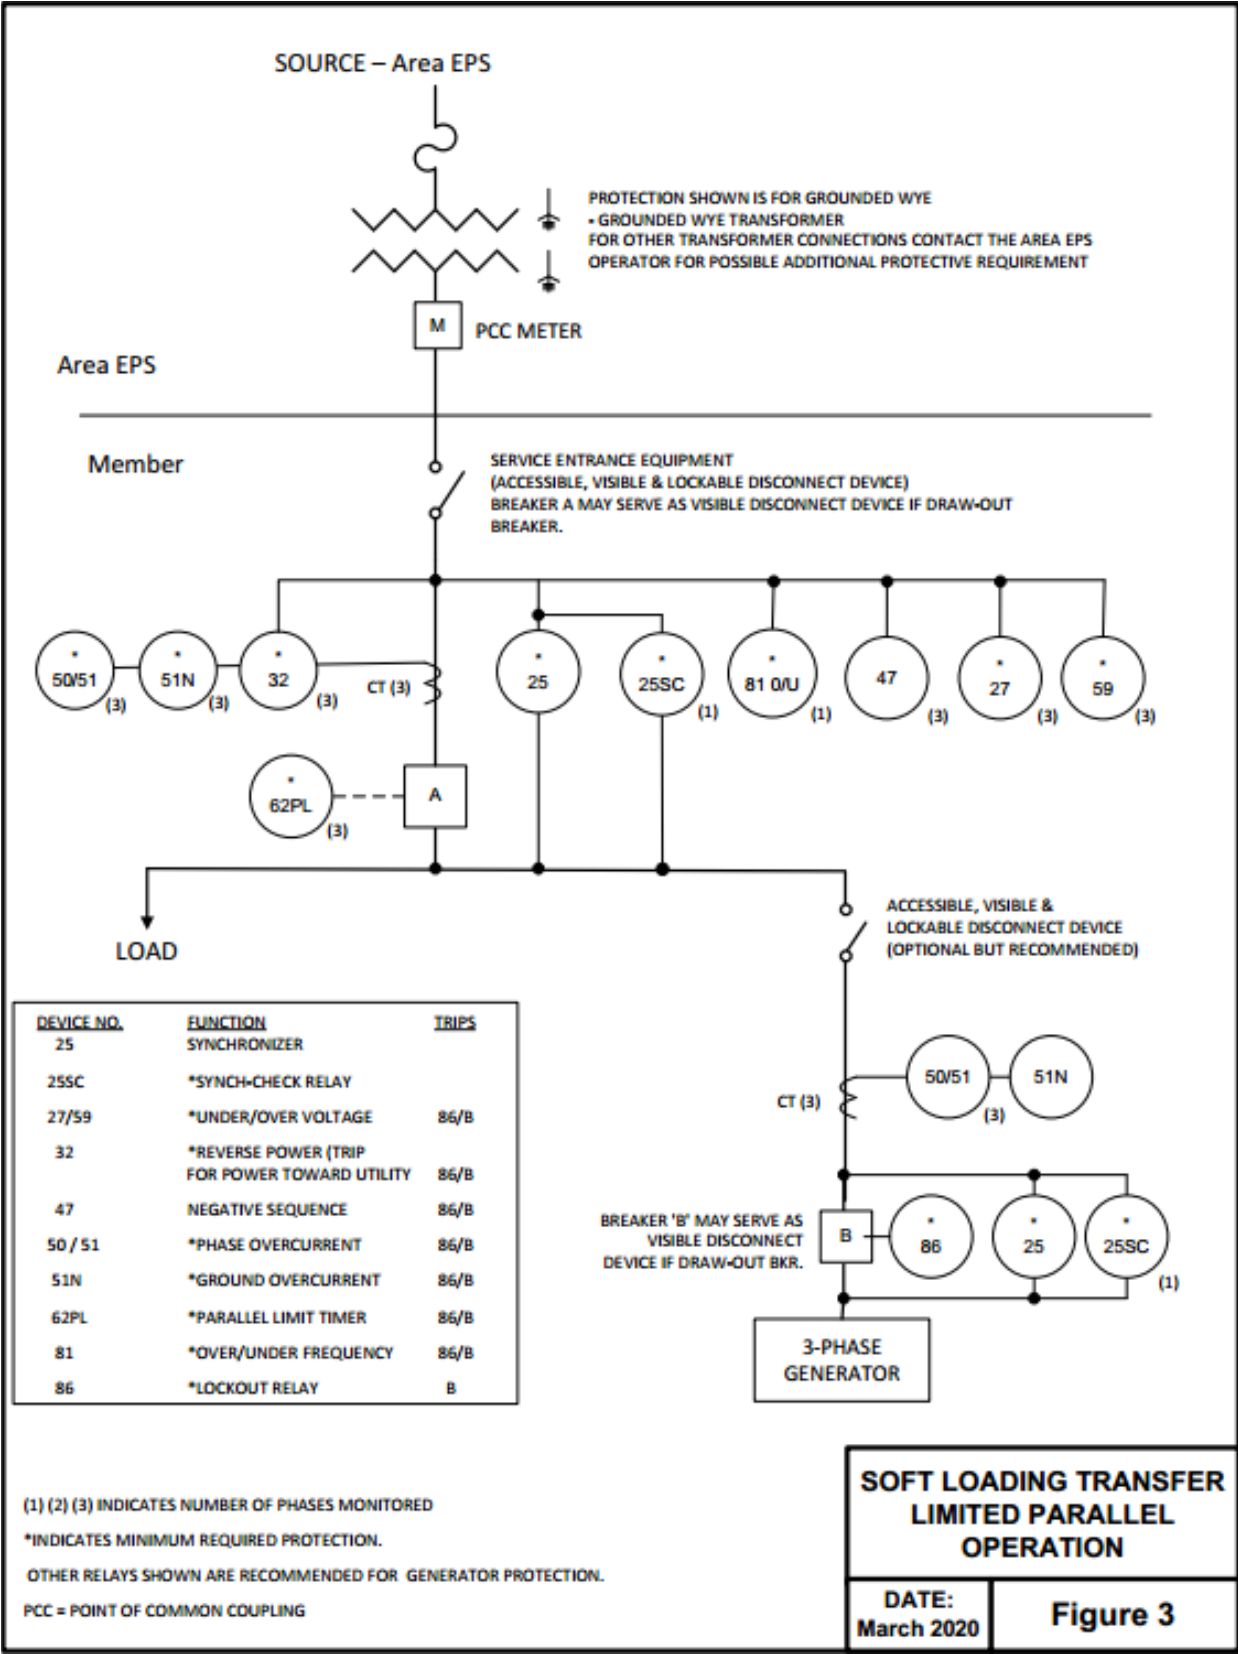 SOURCE – Area EPS
PROTECTION SHOWN IS FOR GROUNDED WYE
- GROUNDED WYE TRANSFORMER
FOR OTHER TRANSFORMER CONNECTIONS CONTACT THE AREA EPS
OPERATOR FOR POSSIBLE ADDITIONAL PROTECTIVE REQUIREMENT
M
PCC METER
Area EPS
Member
SERVICE ENTRANCE EQUIPMENT
(ACCESSIBLE, VISIBLE & LOCKABLE DISCONNECT DEVICE)
BREAKER A MAY SERVE AS VISIBLE DISCONNECT DEVICE IF DRAW-OUT
BREAKER.
* 50/51 (3)
* 51N (3)
* 32 (3)
CT (3)
* 25
* 25SC (1)
* 81 0/U (1)
47 (3)
* 27 (3)
* 59 (3)
* 62PL (3)
A
LOAD
ACCESSIBLE, VISIBLE &
LOCKABLE DISCONNECT DEVICE
(OPTIONAL BUT RECOMMENDED)
CT (3)
50/51 (3)
51N
BREAKER 'B' MAY SERVE AS
VISIBLE DISCONNECT
DEVICE IF DRAW-OUT BKR.
B
* 86
* 25
* 25SC (1)
3-PHASE
GENERATOR
DEVICE NO. FUNCTION TRIPS
25 SYNCHRONIZER
25SC *SYNCH-CHECK RELAY
27/59 *UNDER/OVER VOLTAGE 86/B
32 *REVERSE POWER (TRIP
FOR POWER TOWARD UTILITY 86/B
47 NEGATIVE SEQUENCE 86/B
50 / 51 *PHASE OVERCURRENT 86/B
51N *GROUND OVERCURRENT 86/B
62PL *PARALLEL LIMIT TIMER 86/B
81 *OVER/UNDER FREQUENCY 86/B
86 *LOCKOUT RELAY B
(1) (2) (3) INDICATES NUMBER OF PHASES MONITORED
*INDICATES MINIMUM REQUIRED PROTECTION.
OTHER RELAYS SHOWN ARE RECOMMENDED FOR GENERATOR PROTECTION.
PCC = POINT OF COMMON COUPLING
SOFT LOADING TRANSFER
LIMITED PARALLEL
OPERATION
DATE:
March 2020
Figure 3